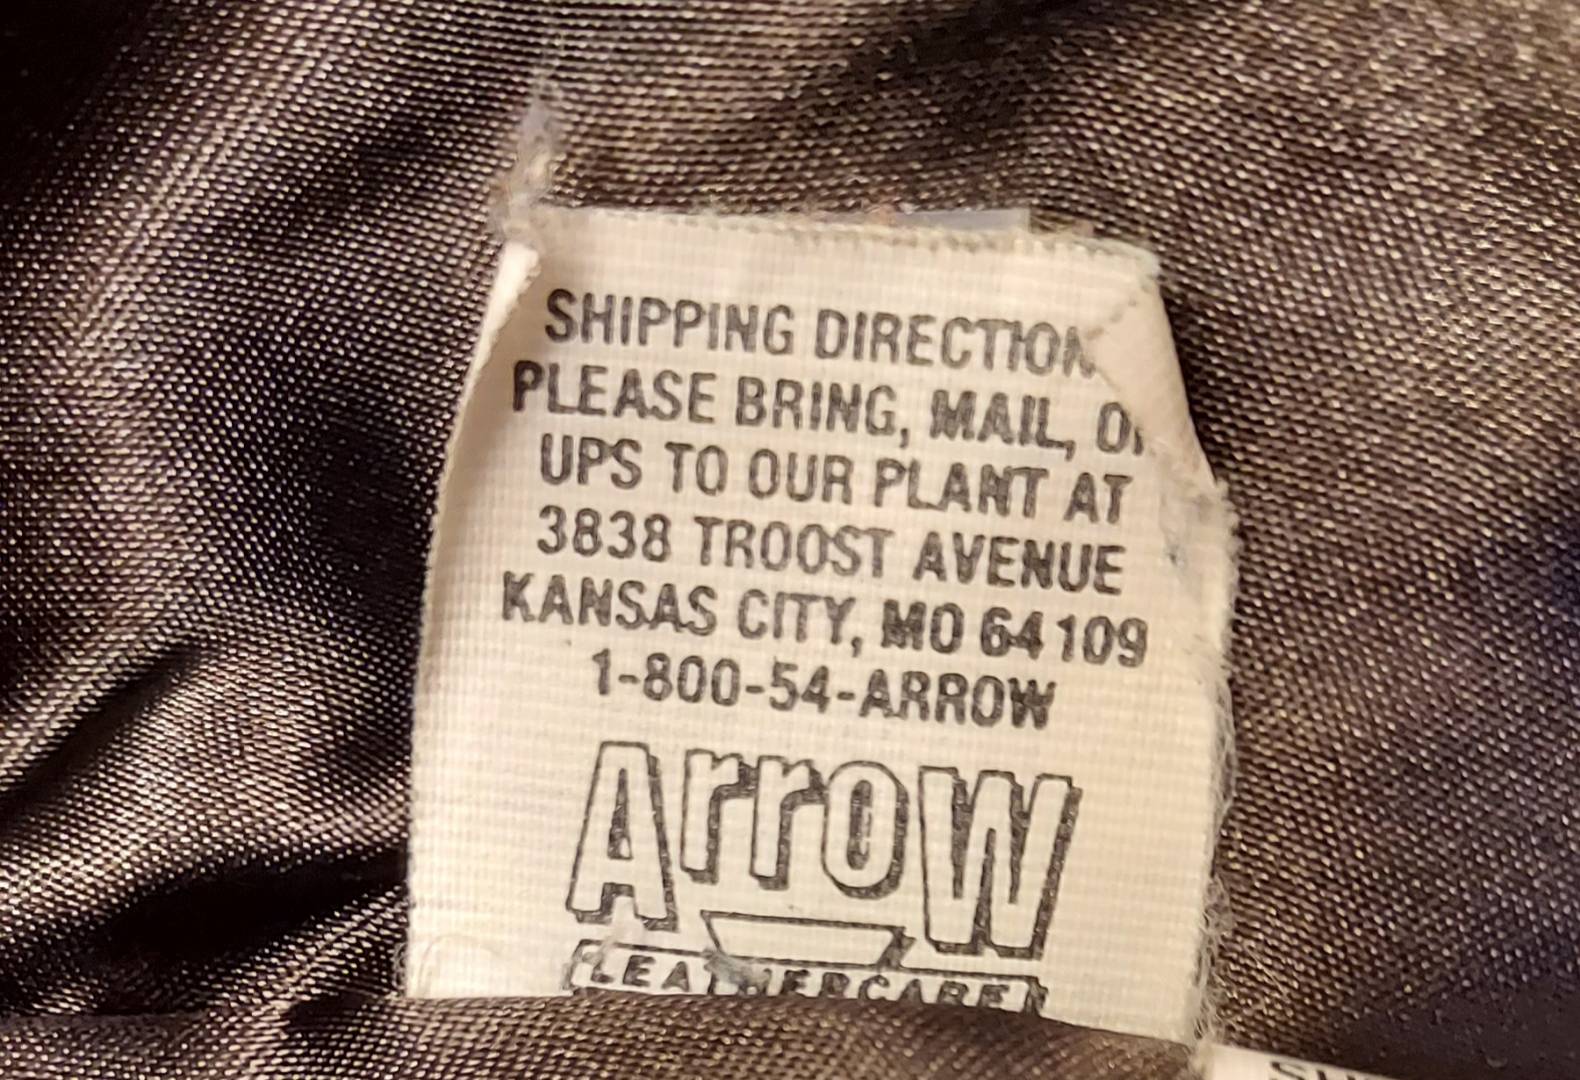 SHIPPING DIRECTION
PLEASE BRING, MAIL, O
UPS TO OUR PLANT AT
3838 TROOST AVENUE
KANSAS CITY, MO 64109
1-800-54-ARROW
Arrow
LEATHERCARE